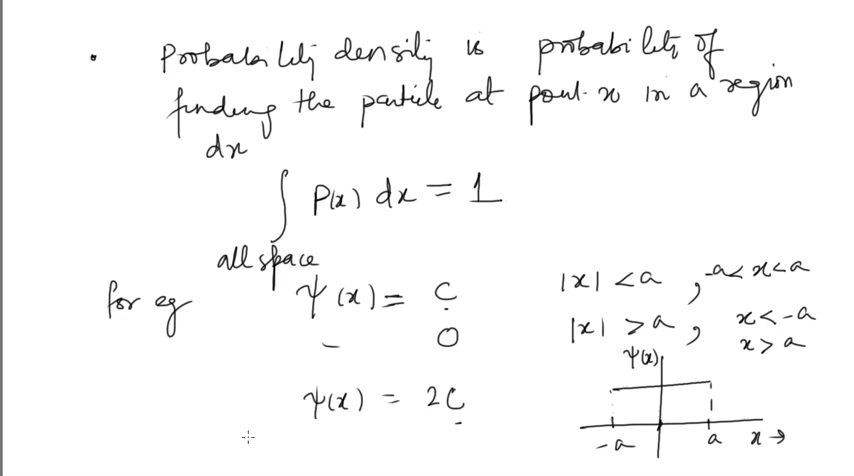 . Probability density is probability of
finding the particle at point x in a region
dx
∫ P(x) dx = 1
all space
for eg ψ(x) = C |x| < a , -a < x < a
0 |x| > a , x < -a
x > a
ψ(x) = 2C
ψ(x)
-a a x →